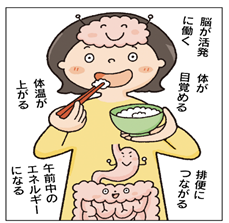 脳が活発
に働く
体が
目覚める
体温が
上がる
排便に
つながる
午前中の
エネルギー
になる